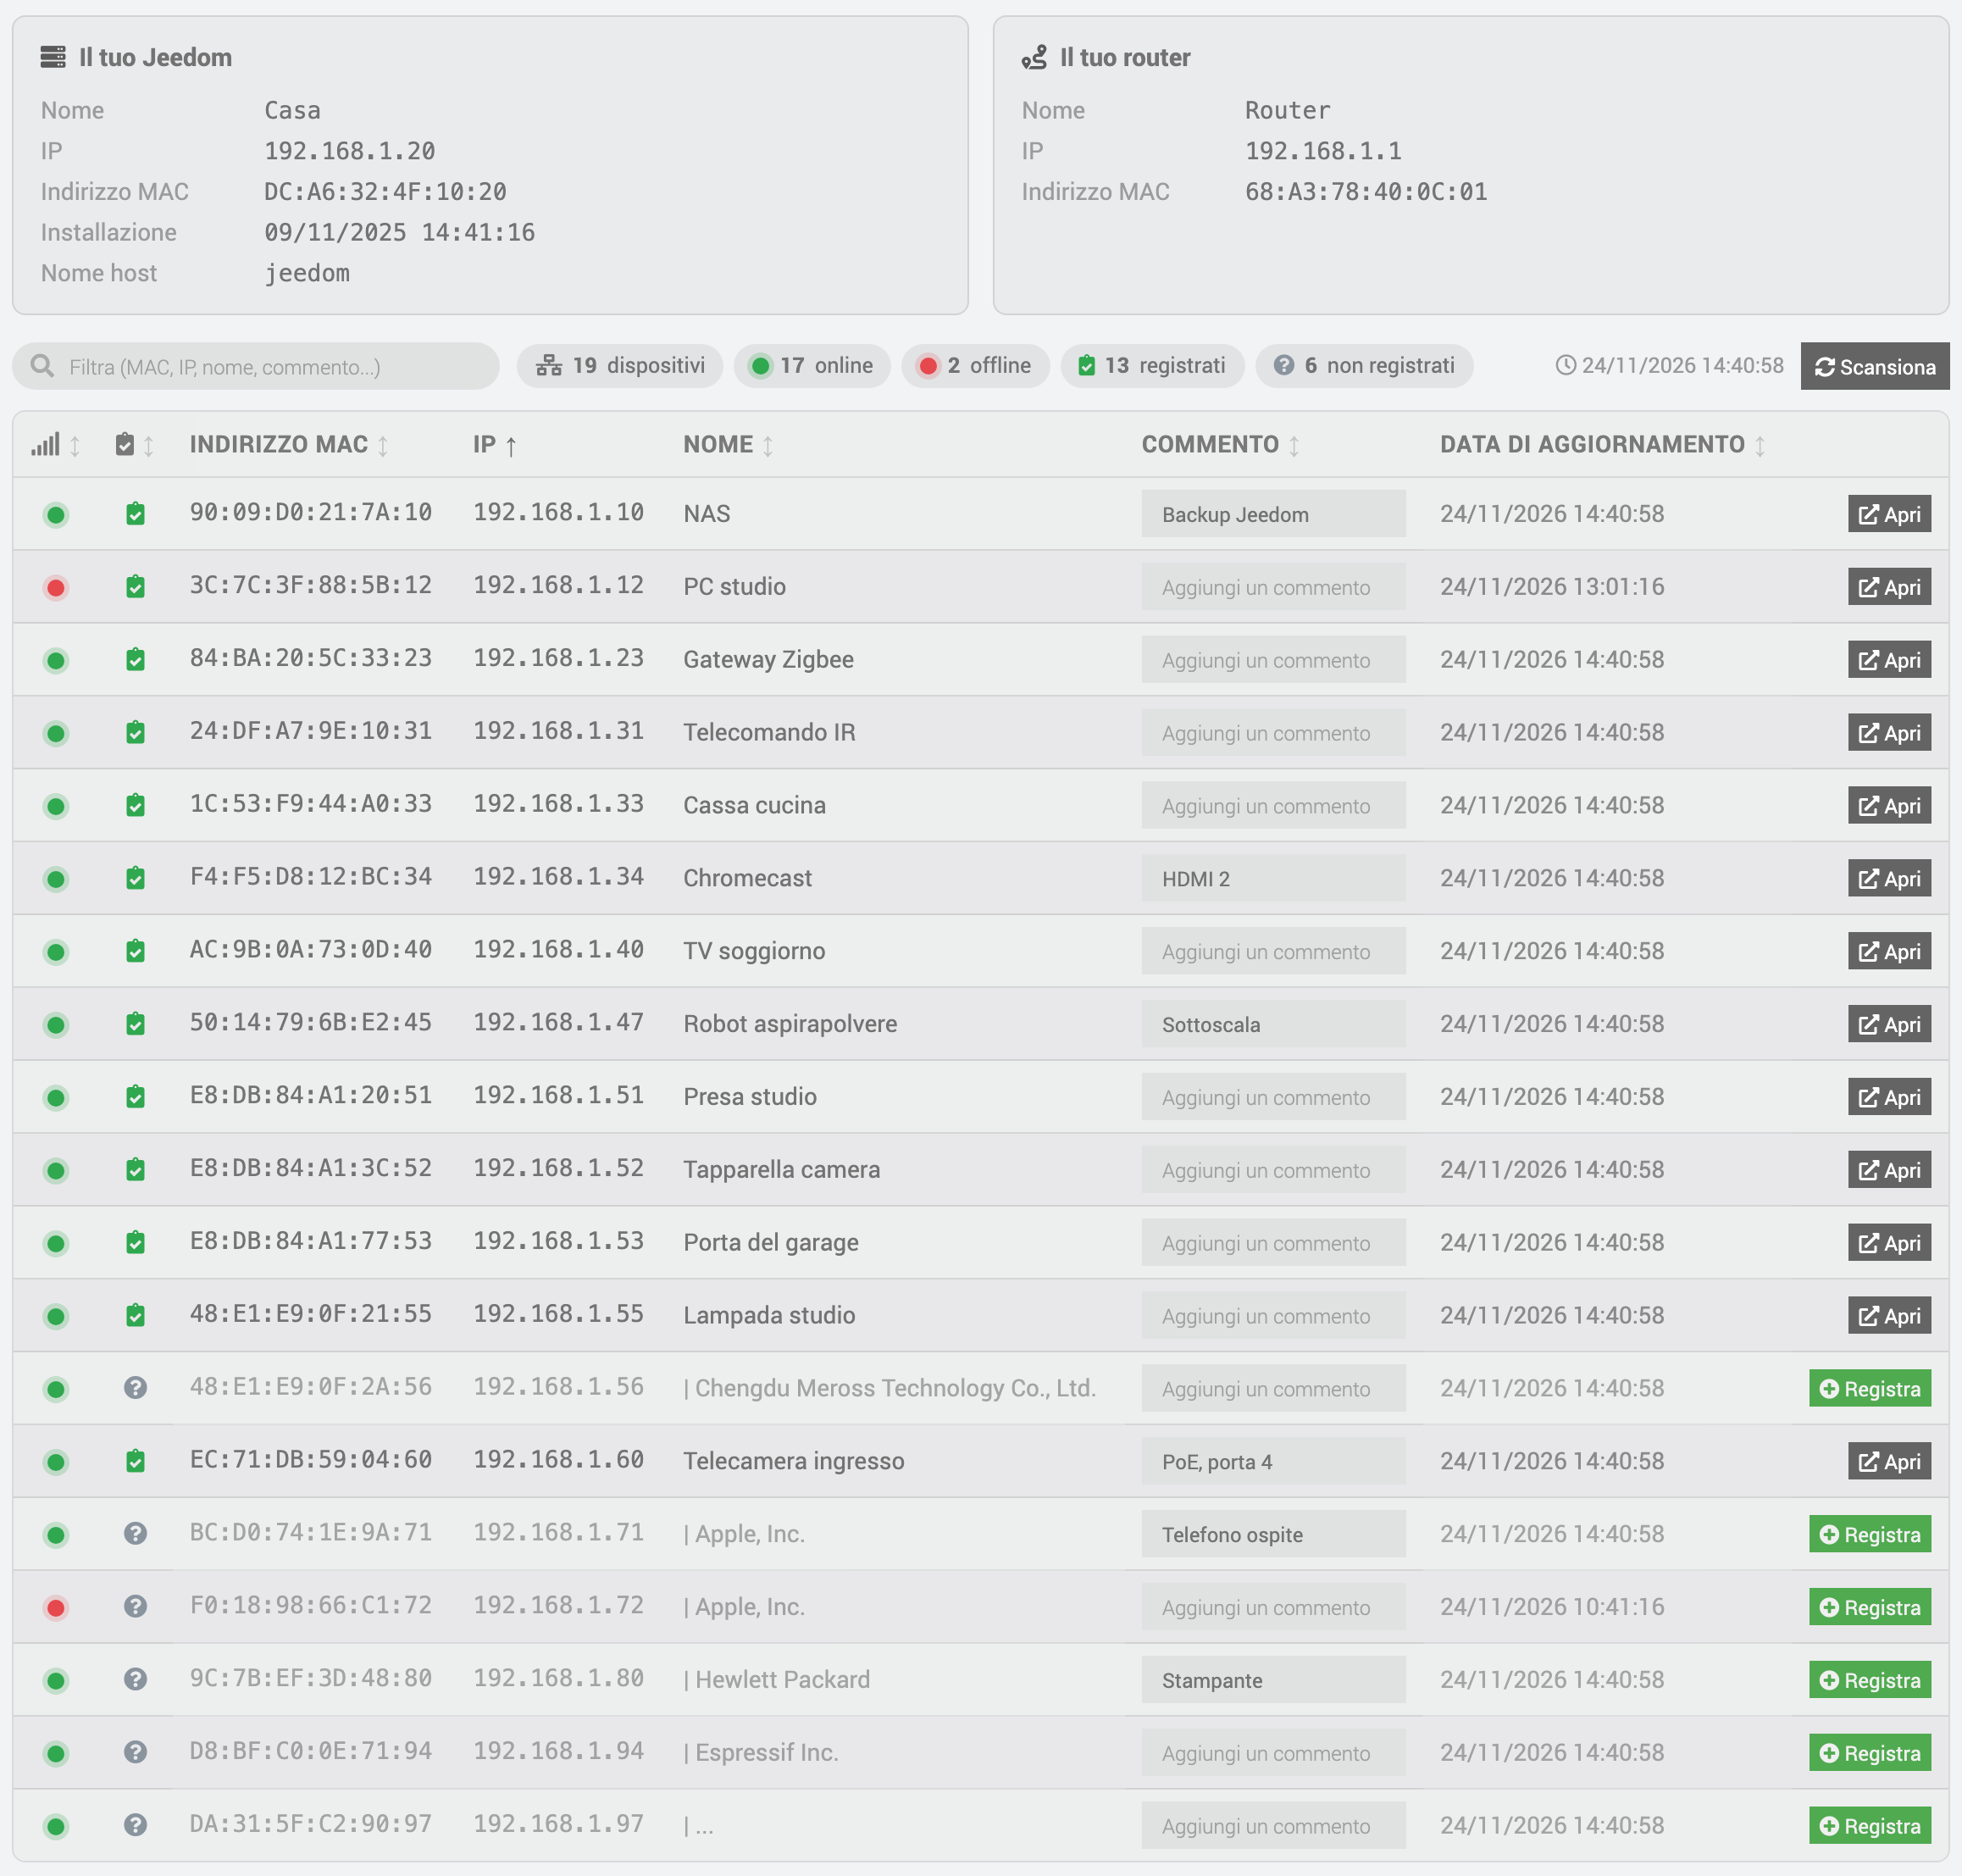 Il tuo Jeedom
Nome Casa
IP 192.168.1.20
Indirizzo MAC DC:A6:32:4F:10:20
Installazione 09/11/2025 14:41:16
Nome host jeedom
Il tuo router
Nome Router
IP 192.168.1.1
Indirizzo MAC 68:A3:78:40:0C:01
Filtra (MAC, IP, nome, commento...) 19 dispositivi 17 online 2 offline 13 registrati 6 non registrati 24/11/2026 14:40:58 Scansiona
INDIRIZZO MAC IP NOME COMMENTO DATA DI AGGIORNAMENTO
90:09:D0:21:7A:10 192.168.1.10 NAS Backup Jeedom 24/11/2026 14:40:58 Apri
3C:7C:3F:88:5B:12 192.168.1.12 PC studio Aggiungi un commento 24/11/2026 13:01:16 Apri
84:BA:20:5C:33:23 192.168.1.23 Gateway Zigbee Aggiungi un commento 24/11/2026 14:40:58 Apri
24:DF:A7:9E:10:31 192.168.1.31 Telecomando IR Aggiungi un commento 24/11/2026 14:40:58 Apri
1C:53:F9:44:A0:33 192.168.1.33 Cassa cucina Aggiungi un commento 24/11/2026 14:40:58 Apri
F4:F5:D8:12:BC:34 192.168.1.34 Chromecast HDMI 2 24/11/2026 14:40:58 Apri
AC:9B:0A:73:0D:40 192.168.1.40 TV soggiorno Aggiungi un commento 24/11/2026 14:40:58 Apri
50:14:79:6B:E2:45 192.168.1.47 Robot aspirapolvere Sottoscala 24/11/2026 14:40:58 Apri
E8:DB:84:A1:20:51 192.168.1.51 Presa studio Aggiungi un commento 24/11/2026 14:40:58 Apri
E8:DB:84:A1:3C:52 192.168.1.52 Tapparella camera Aggiungi un commento 24/11/2026 14:40:58 Apri
E8:DB:84:A1:77:53 192.168.1.53 Porta del garage Aggiungi un commento 24/11/2026 14:40:58 Apri
48:E1:E9:0F:21:55 192.168.1.55 Lampada studio Aggiungi un commento 24/11/2026 14:40:58 Apri
48:E1:E9:0F:2A:56 192.168.1.56 | Chengdu Meross Technology Co., Ltd. Aggiungi un commento 24/11/2026 14:40:58 Registra
EC:71:DB:59:04:60 192.168.1.60 Telecamera ingresso PoE, porta 4 24/11/2026 14:40:58 Apri
BC:D0:74:1E:9A:71 192.168.1.71 | Apple, Inc. Telefono ospite 24/11/2026 14:40:58 Registra
F0:18:98:66:C1:72 192.168.1.72 | Apple, Inc. Aggiungi un commento 24/11/2026 10:41:16 Registra
9C:7B:EF:3D:48:80 192.168.1.80 | Hewlett Packard Stampante 24/11/2026 14:40:58 Registra
D8:BF:C0:0E:71:94 192.168.1.94 | Espressif Inc. Aggiungi un commento 24/11/2026 14:40:58 Registra
DA:31:5F:C2:90:97 192.168.1.97 | ... Aggiungi un commento 24/11/2026 14:40:58 Registra